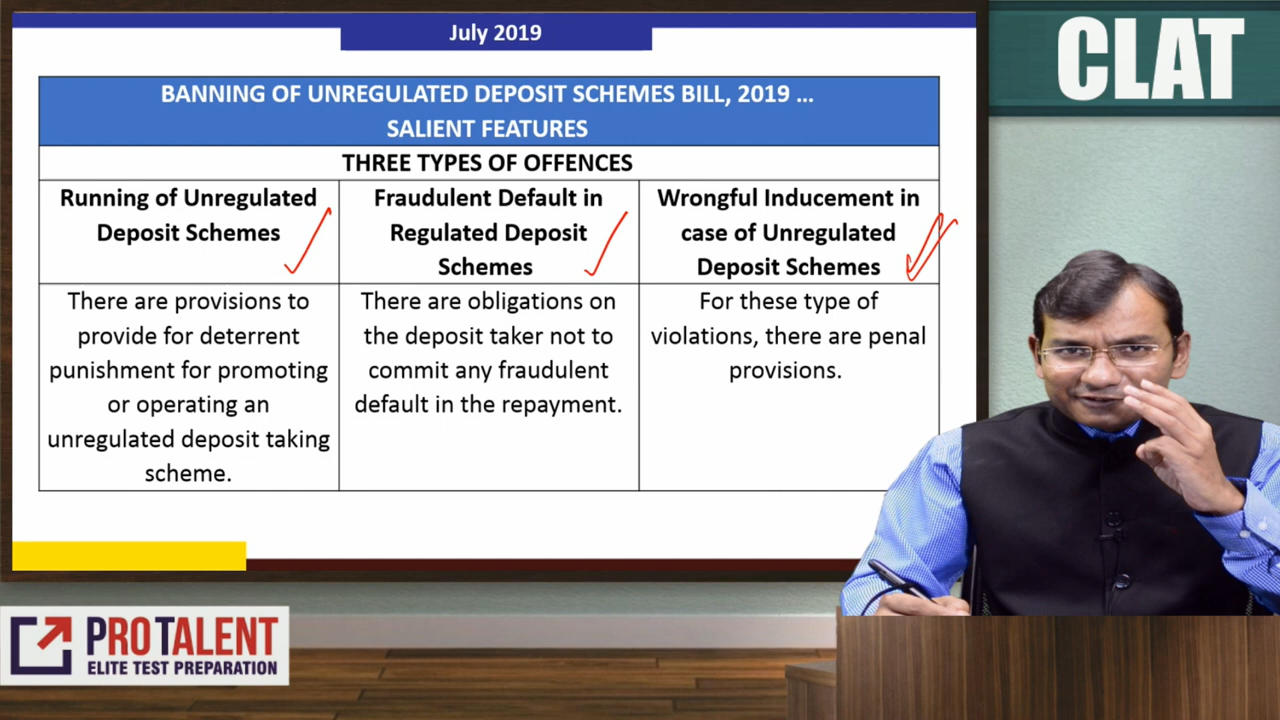 July 2019
CLAT
BANNING OF UNREGULATED DEPOSIT SCHEMES BILL, 2019 ...
SALIENT FEATURES
THREE TYPES OF OFFENCES
Running of Unregulated
Deposit Schemes
Fraudulent Default in
Regulated Deposit
Schemes
Wrongful Inducement in
case of Unregulated
Deposit Schemes
There are provisions to
provide for deterrent
punishment for promoting
or operating an
unregulated deposit taking
scheme.
There are obligations on
the deposit taker not to
commit any fraudulent
default in the repayment.
For these type of
violations, there are penal
provisions.
PROTALENT
ELITE TEST PREPARATION